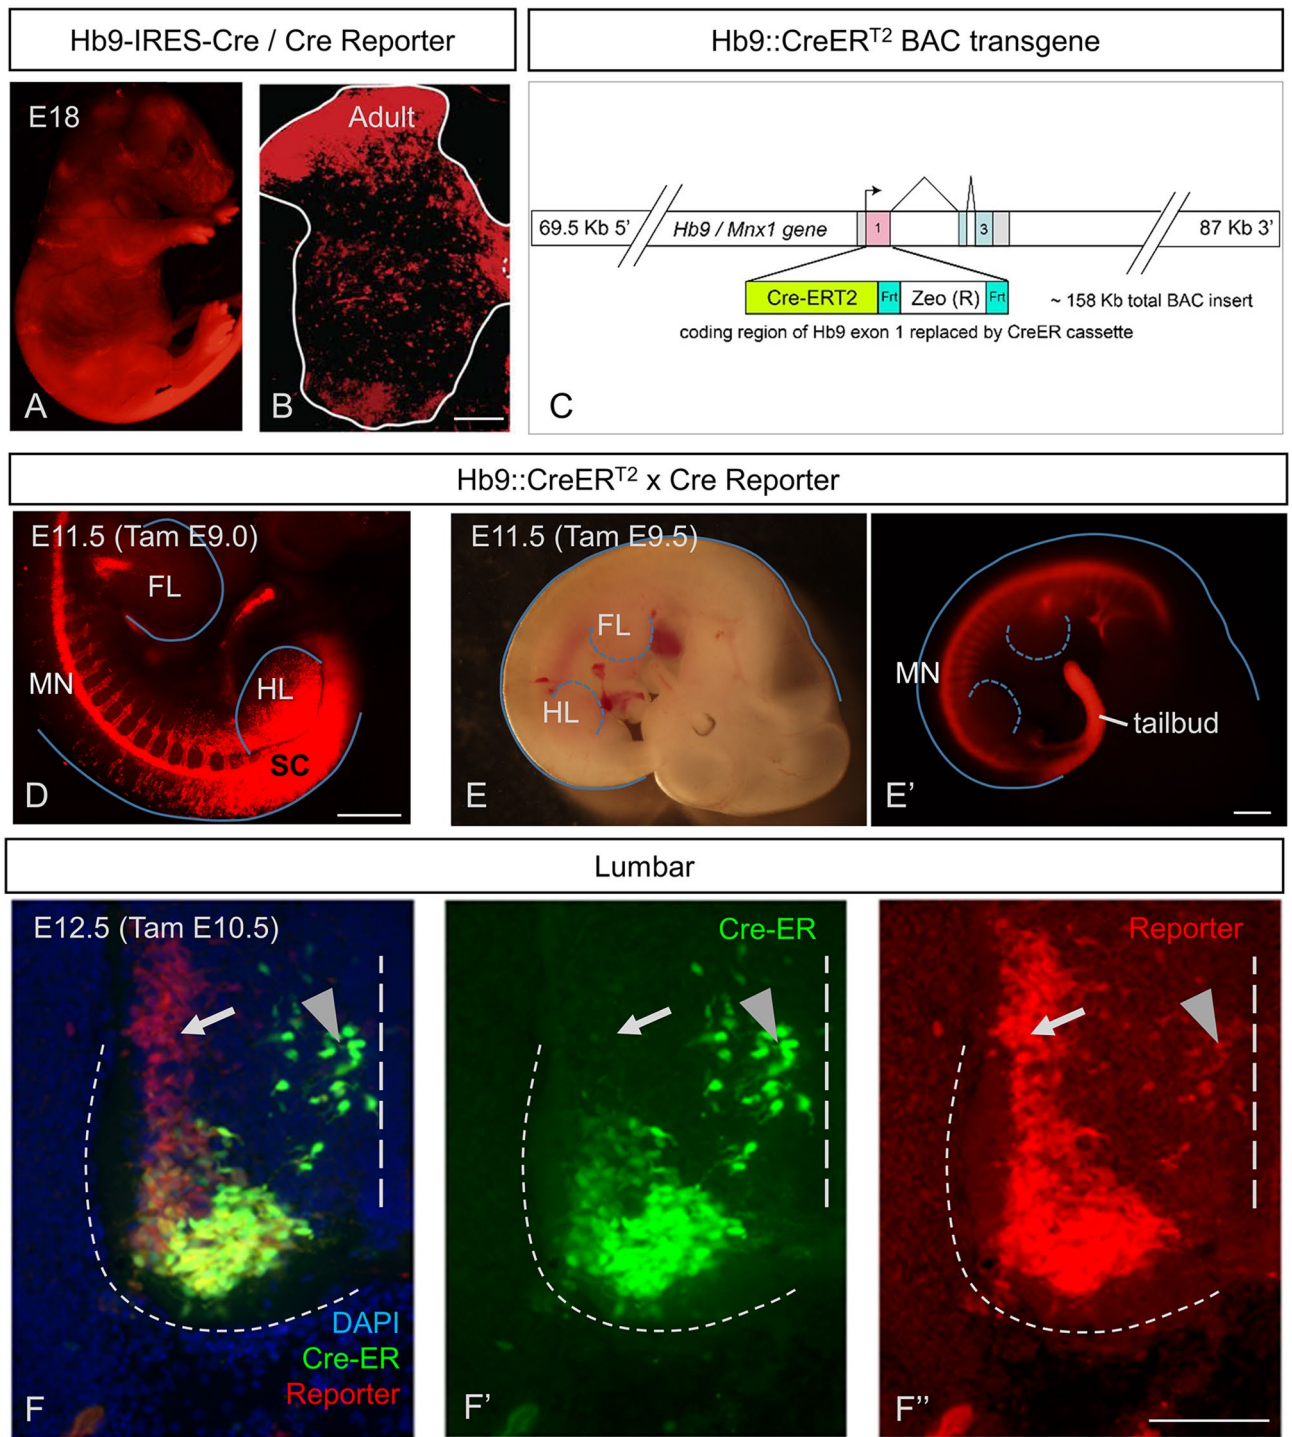 Hb9-IRES-Cre / Cre Reporter
Hb9::CreERT2 BAC transgene
E18
A
Adult
B
69.5 Kb 5’
Hb9 / Mnx1 gene
1
3
87 Kb 3’
Cre-ERT2
Frt
Zeo (R)
Frt
~ 158 Kb total BAC insert
coding region of Hb9 exon 1 replaced by CreER cassette
C
Hb9::CreERT2 x Cre Reporter
E11.5 (Tam E9.0)
FL
MN
HL
SC
D
E11.5 (Tam E9.5)
FL
HL
E
MN
tailbud
E’
Lumbar
E12.5 (Tam E10.5)
DAPI
Cre-ER
Reporter
F
Cre-ER
F’
Reporter
F’’